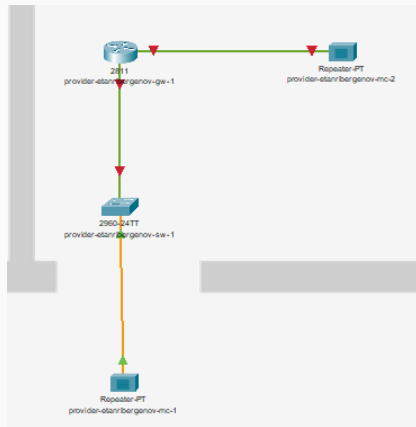 2811
provider-etanribergenov-gw-1
Repeater-PT
provider-etanribergenov-mc-2
2960-24TT
provider-etanribergenov-sw-1
Repeater-PT
provider-etanribergenov-mc-1